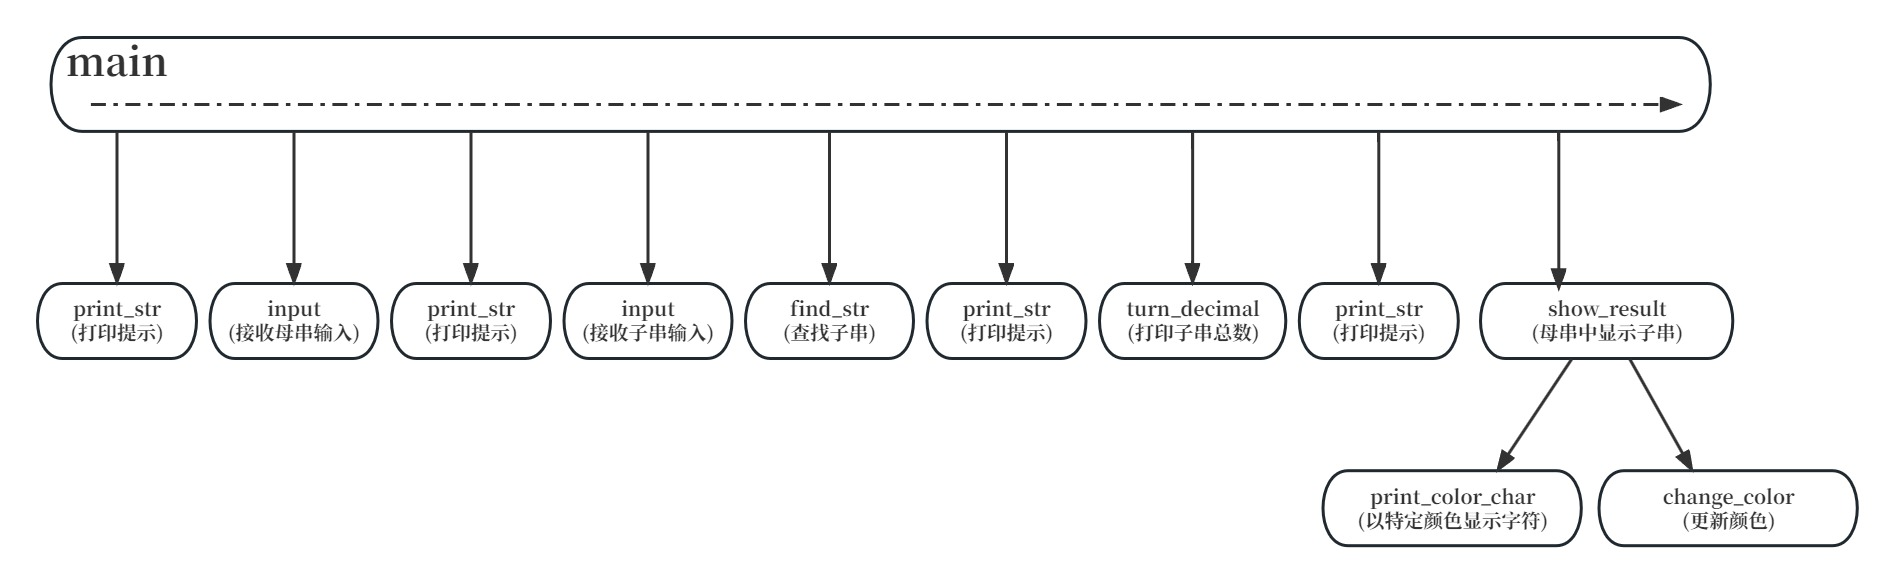 main
print_str
(打印提示)
input
(接收母串输入)
print_str
(打印提示)
input
(接收子串输入)
find_str
(查找子串)
print_str
(打印提示)
turn_decimal
(打印子串总数)
print_str
(打印提示)
show_result
(母串中显示子串)
print_color_char
(以特定颜色显示字符)
change_color
(更新颜色)